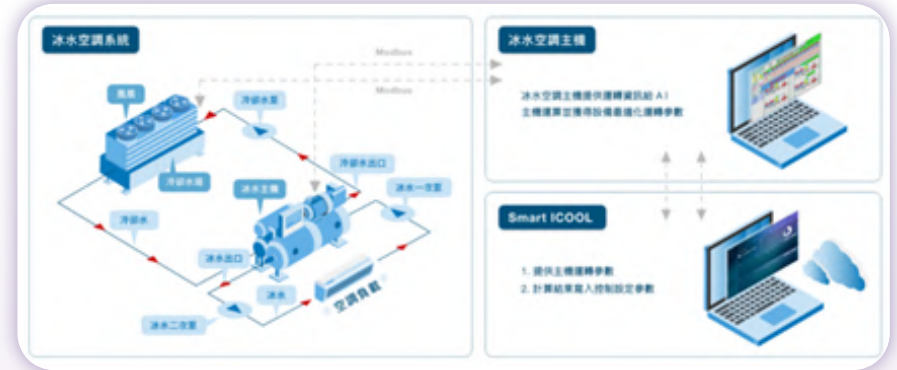 冰水空調系統
Modbus
Modbus
風扇
冷卻水泵
冷卻水塔
冷卻水出口
冰水主機
冰水一次泵
冷卻水
冰水出口
冰水
空調負載
冰水二次泵
冰水空調主機
冰水空調主機提供運轉資訊給 AI
主機運算並獲得設備最適化運轉參數
Smart ICOOL
1. 提供主機運轉參數
2. 計算結果寫入控制設定參數